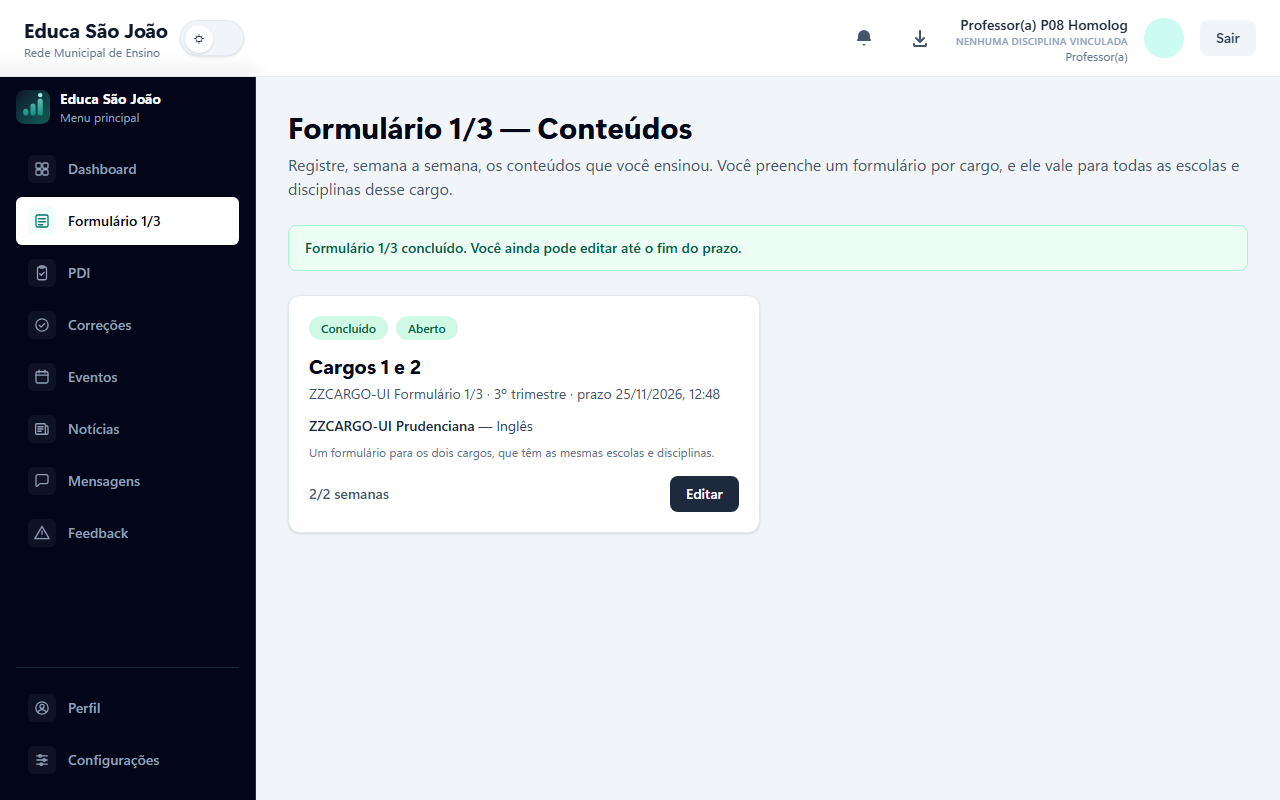 Educa São João
Rede Municipal de Ensino
Professor(a) P08 Homolog
NENHUMA DISCIPLINA VINCULADA
Professor(a)
Sair
Educa São João
Menu principal
Dashboard
Formulário 1/3
PDI
Correções
Eventos
Notícias
Mensagens
Feedback
Perfil
Configurações
Formulário 1/3 — Conteúdos
Registre, semana a semana, os conteúdos que você ensinou. Você preenche um formulário por cargo, e ele vale para todas as escolas e
disciplinas desse cargo.
Formulário 1/3 concluído. Você ainda pode editar até o fim do prazo.
Concluído Aberto
Cargos 1 e 2
ZZCARGO-UI Formulário 1/3 · 3º trimestre · prazo 25/11/2026, 12:48
ZZCARGO-UI Prudenciana — Inglês
Um formulário para os dois cargos, que têm as mesmas escolas e disciplinas.
2/2 semanas
Editar